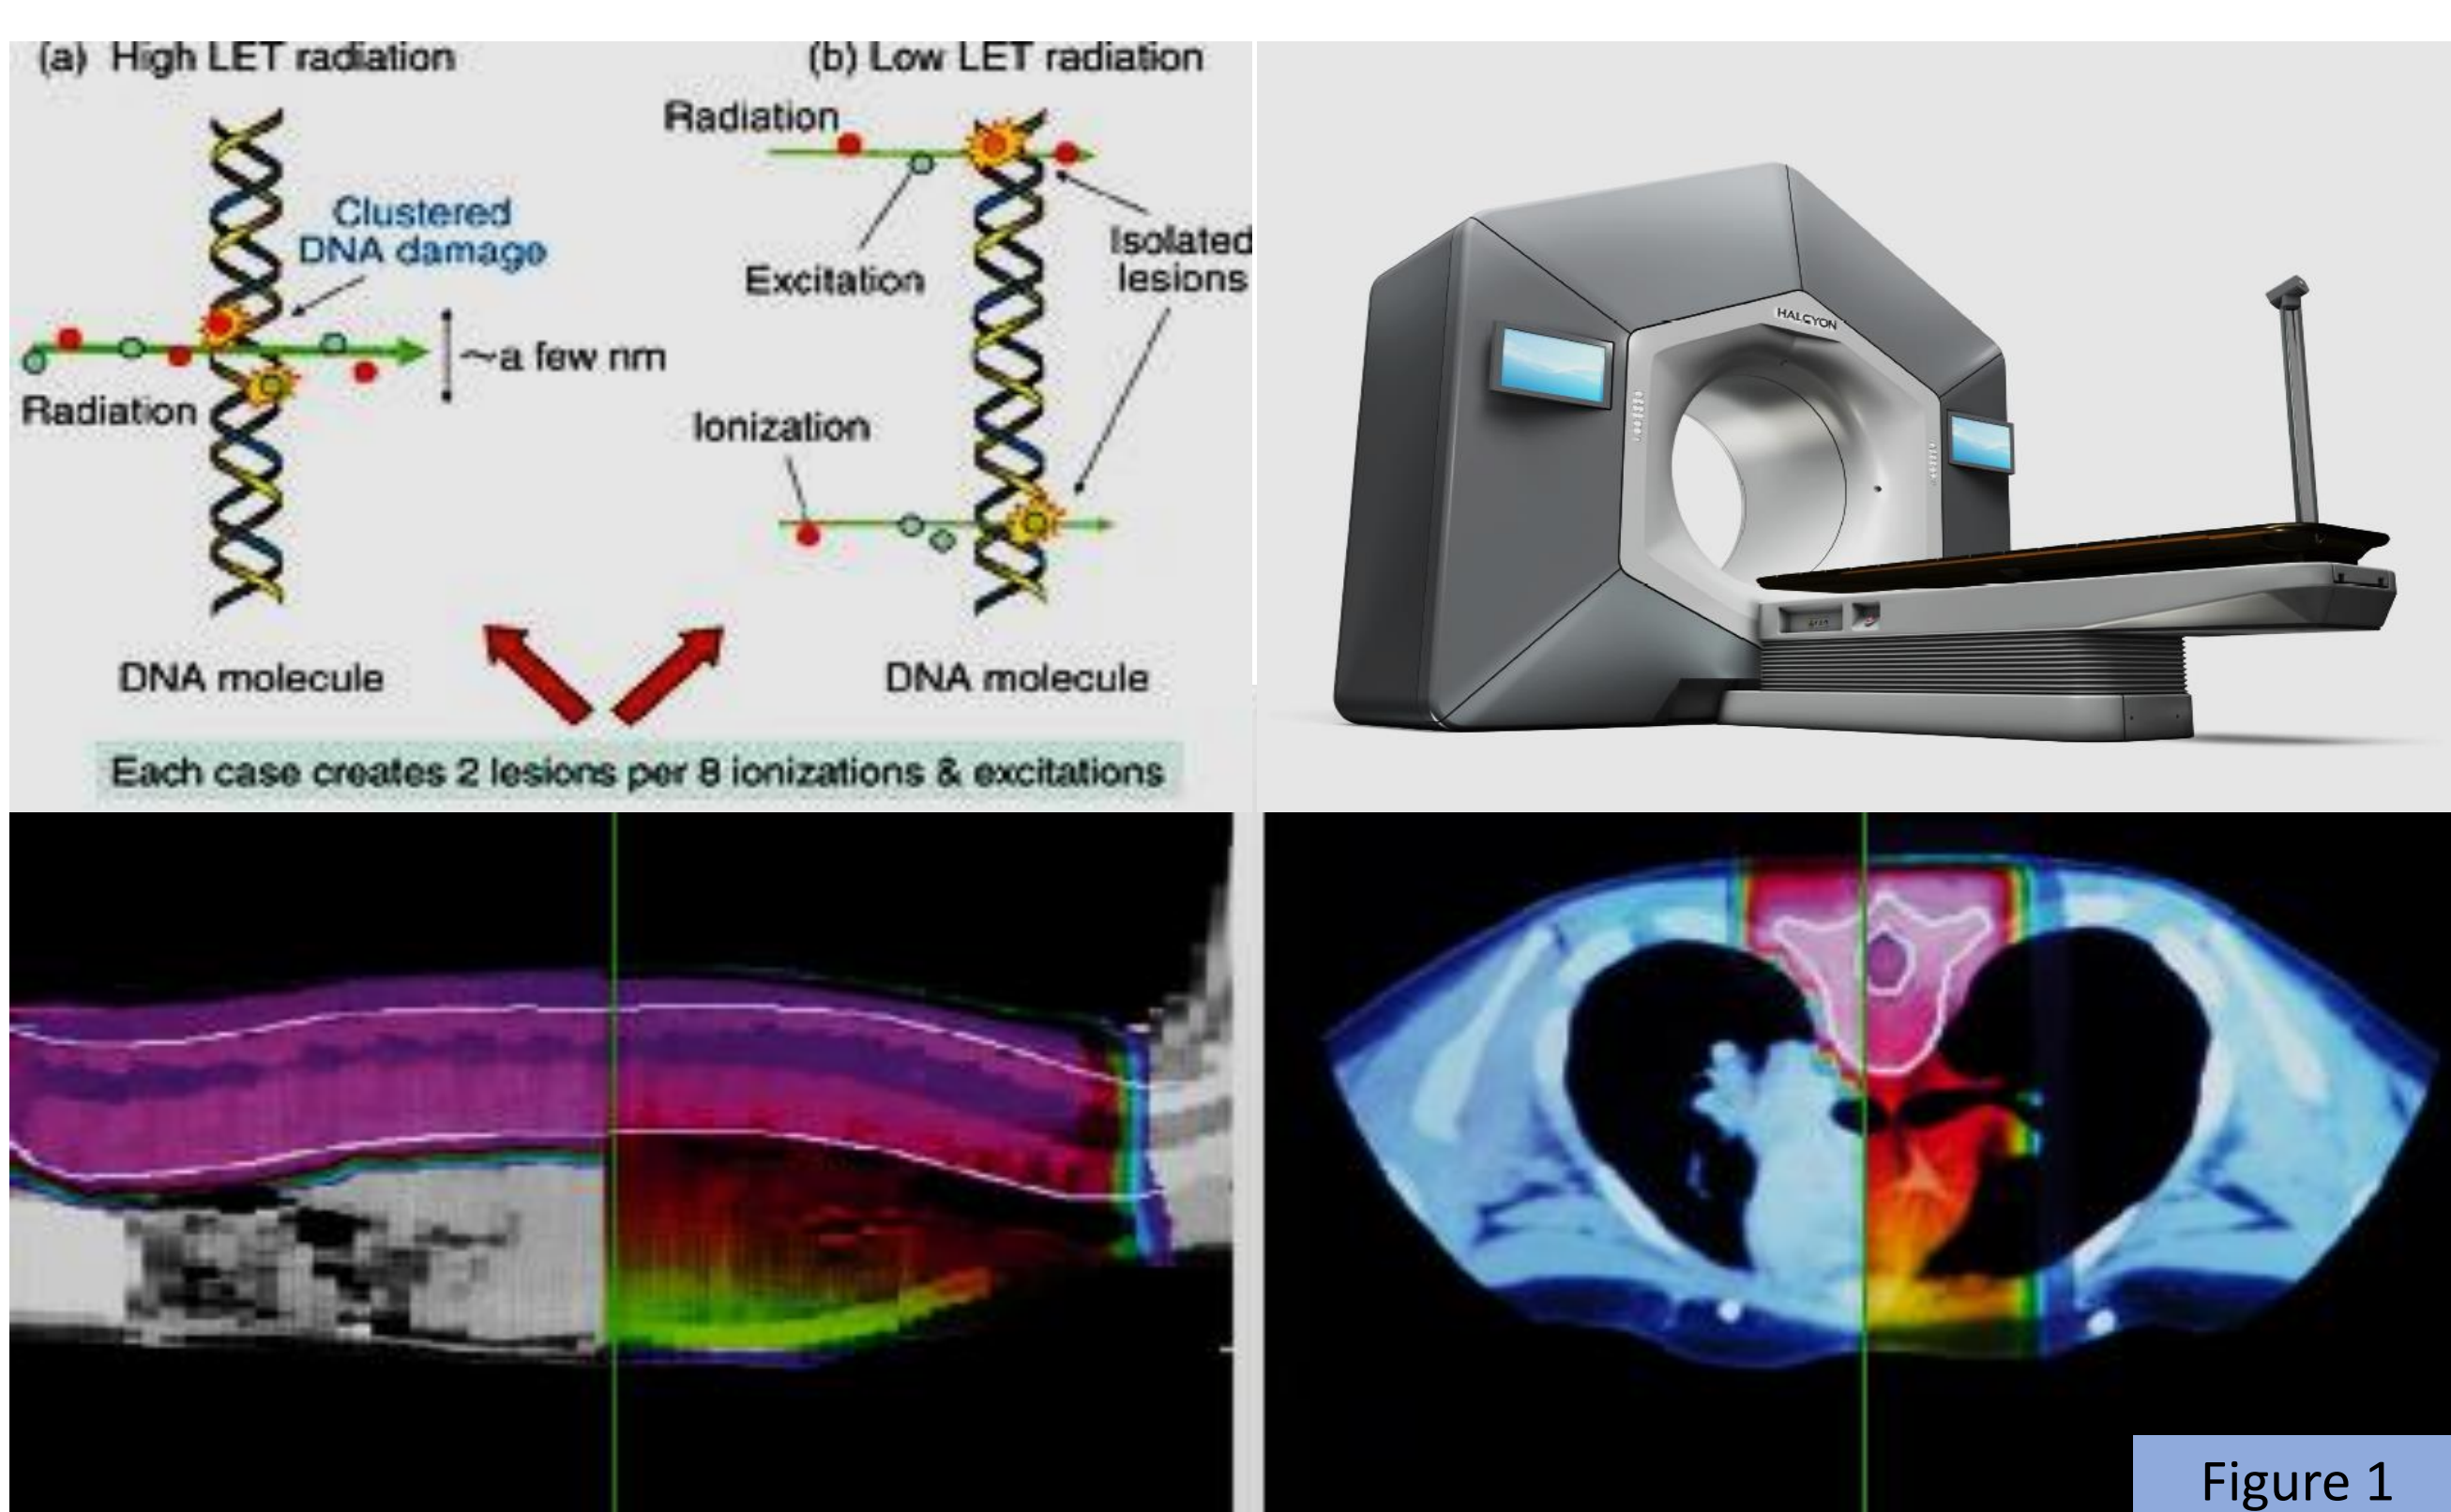 (a) High LET radiation
Clustered
DNA damage
~a few nm
Radiation
DNA molecule
(b) Low LET radiation
Radiation
Excitation
Isolated
lesions
Ionization
DNA molecule
Each case creates 2 lesions per 8 ionizations & excitations
HALCYON
Figure 1